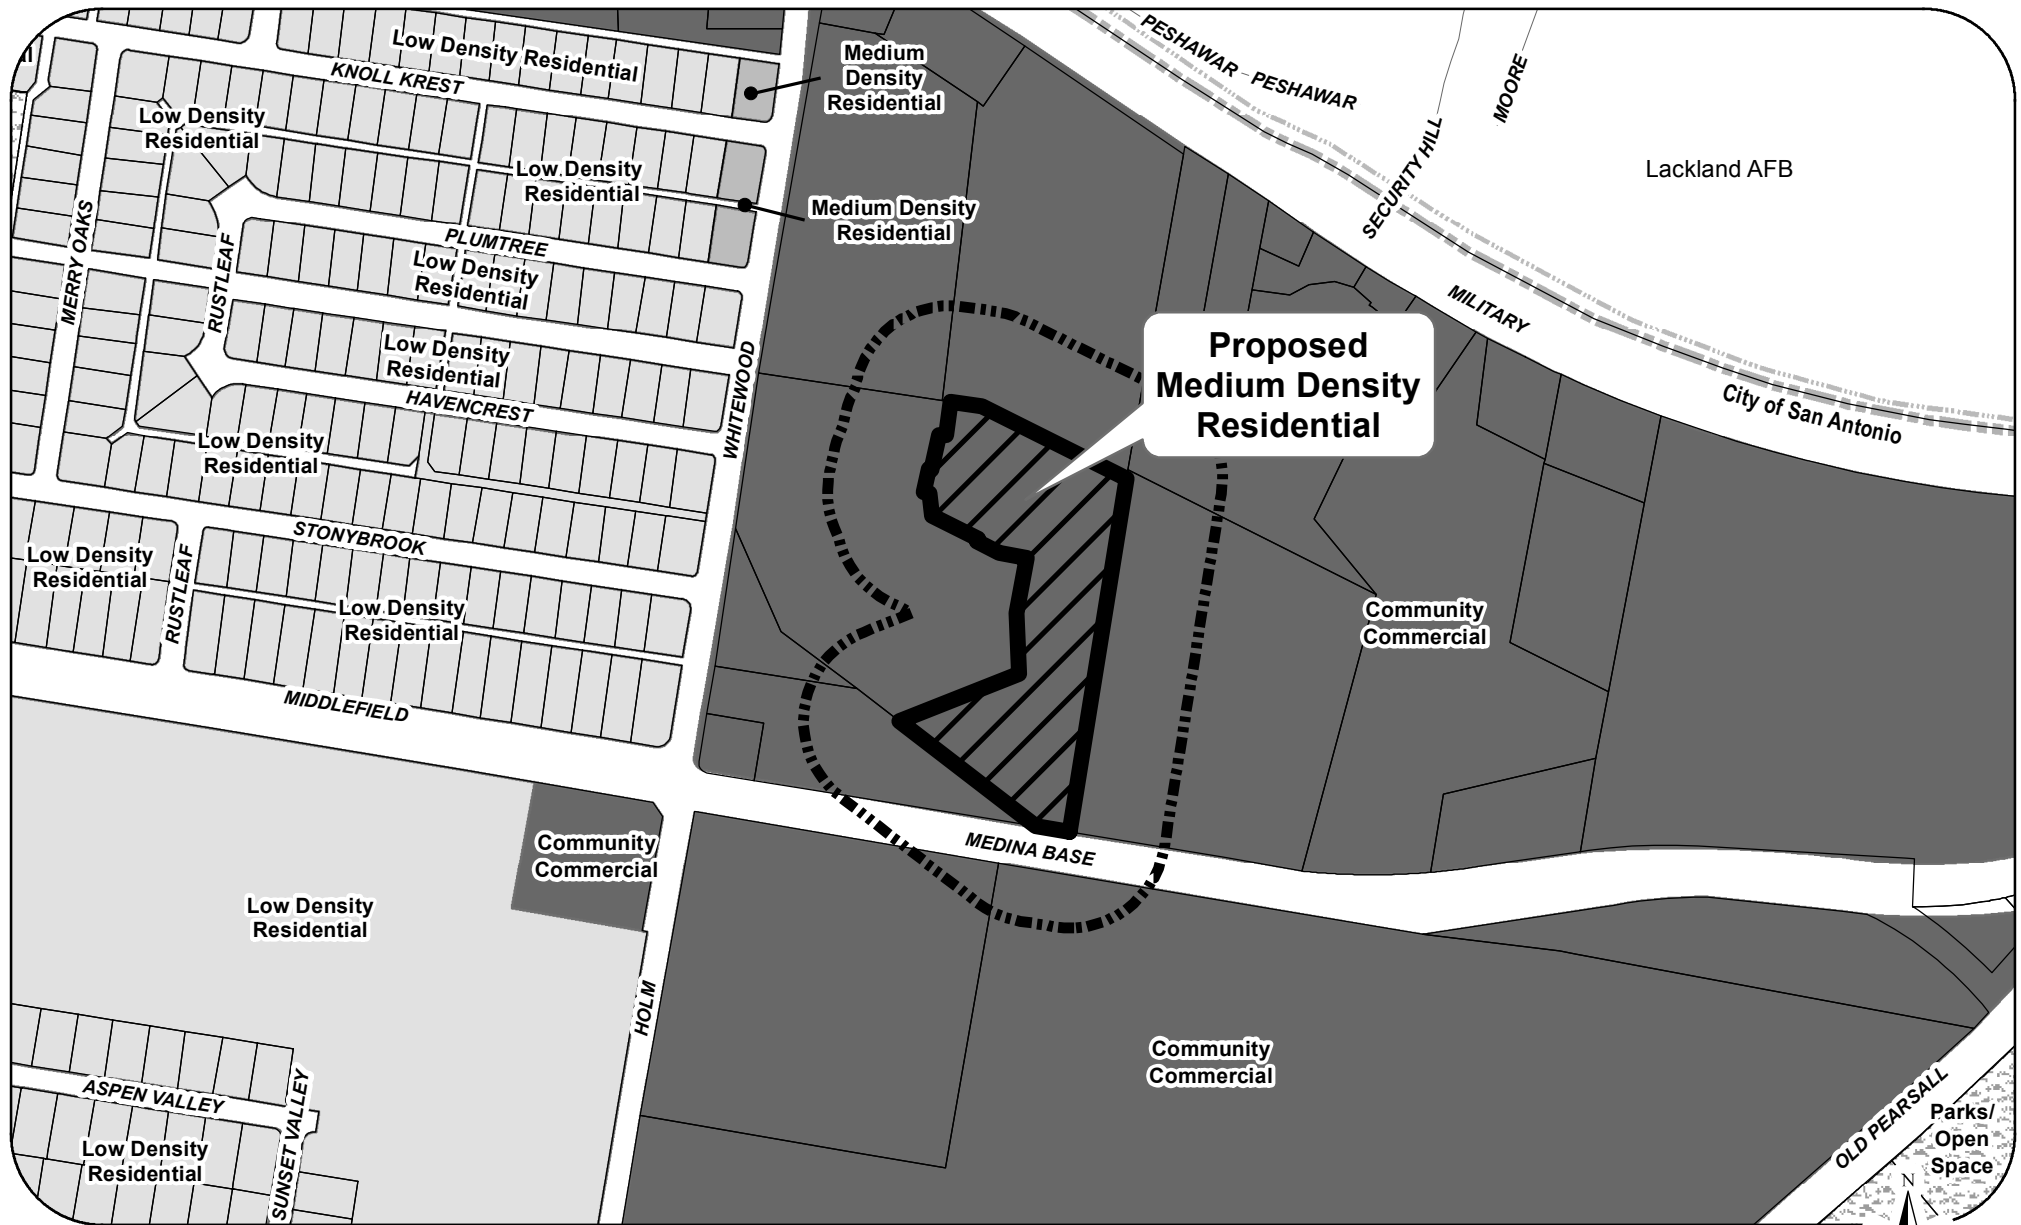 Low Density Residential
KNOLL KREST
Medium
Density
Residential
PESHAWAR
PESHAWAR
SECURITY HILL
MOORE
Lackland AFB
Low Density
Residential
Low Density
Residential
Medium Density
Residential
MERRY OAKS
RUSTLEAF
PLUMTREE
Low Density
Residential
MILITARY
City of San Antonio
Proposed
Medium Density
Residential
Low Density
Residential
HAVENCREST
WHITEWOOD
Low Density
Residential
STONYBROOK
Low Density
Residential
RUSTLEAF
Low Density
Residential
Community
Commercial
MIDDLEFIELD
MEDINA BASE
Community
Commercial
Low Density
Residential
HOLM
Community
Commercial
ASPEN VALLEY
SUNSET VALLEY
Low Density
Residential
OLD PEARSALL
Parks/
Open
Space
N